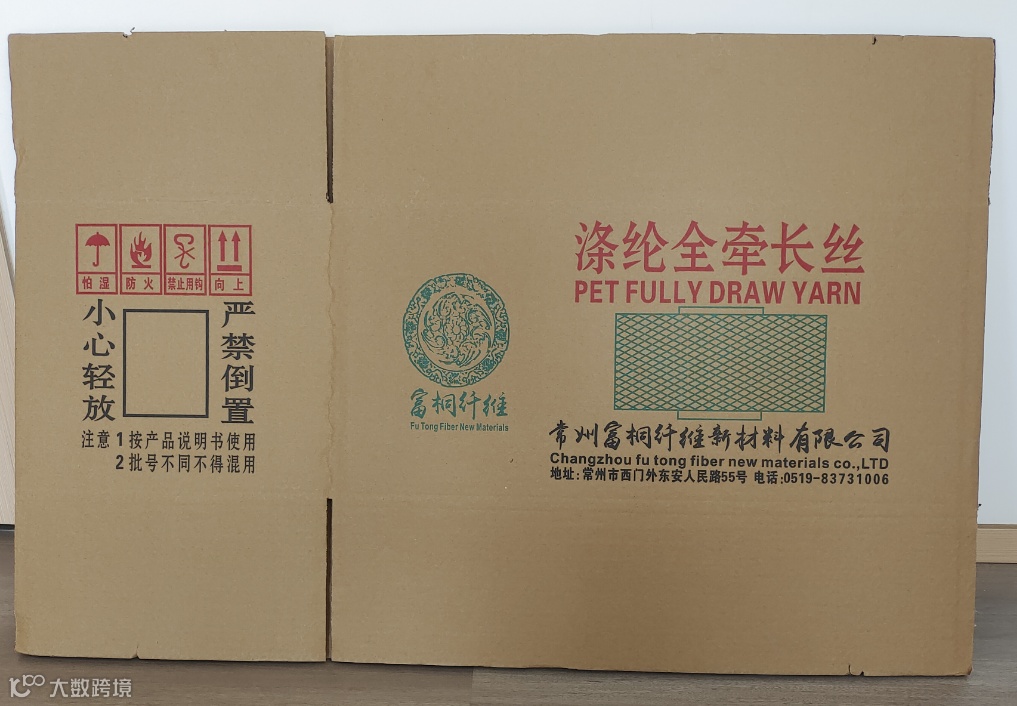 怕湿
防火
禁止用钩
向上
小心轻放
严禁倒置
注意 1 按产品说明书使用
2 批号不同不得混用
富桐纤维
Fu Tong Fiber New Materials
涤纶全牵长丝
PET FULLY DRAW YARN
常州富桐纤维新材料有限公司
Changzhou fu tong fiber new materials co.,LTD
地址：常州市西门外东安人民路55号 电话：0519-83731006
大数跨境